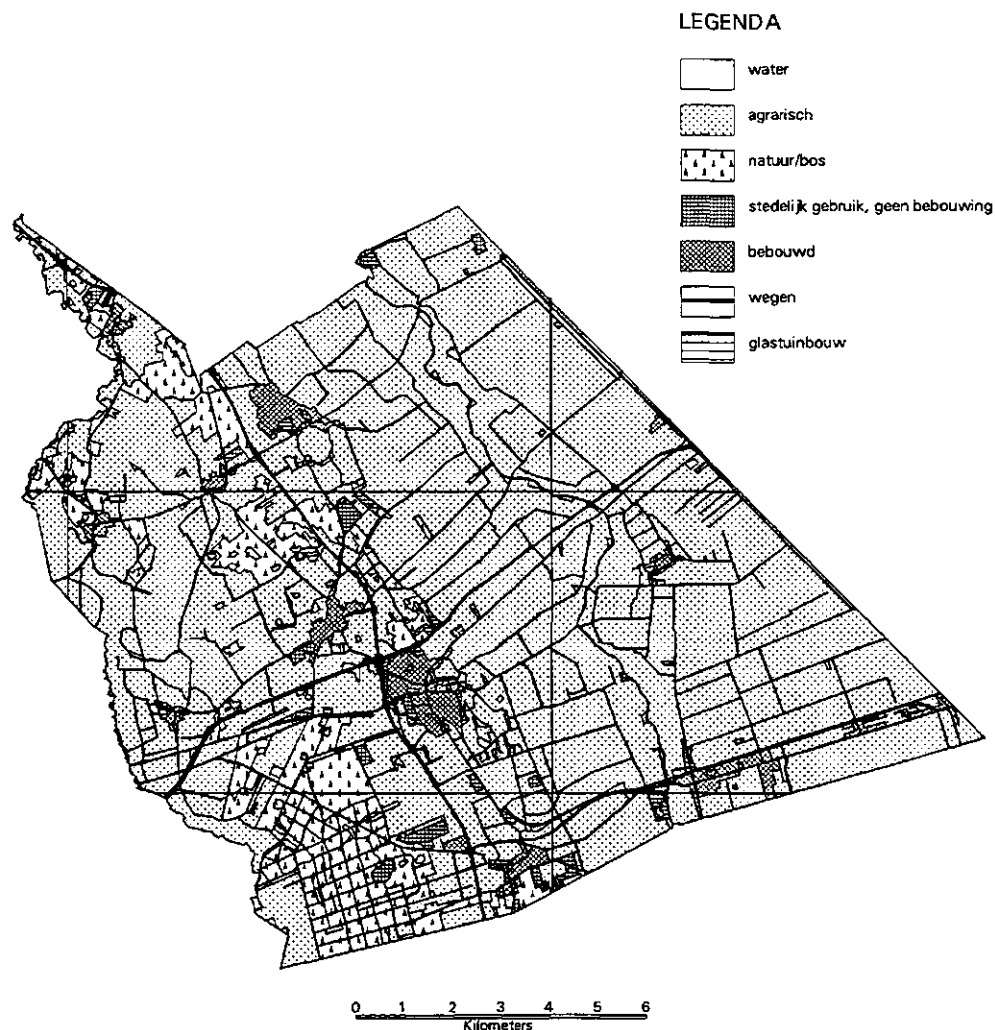 LEGENDA
water
agrarisch
natuur/bos
stedelijk gebruik, geen bebouwing
bebouwd
wegen
glastuinbouw
0 1 2 3 4 5 6
Kilometers